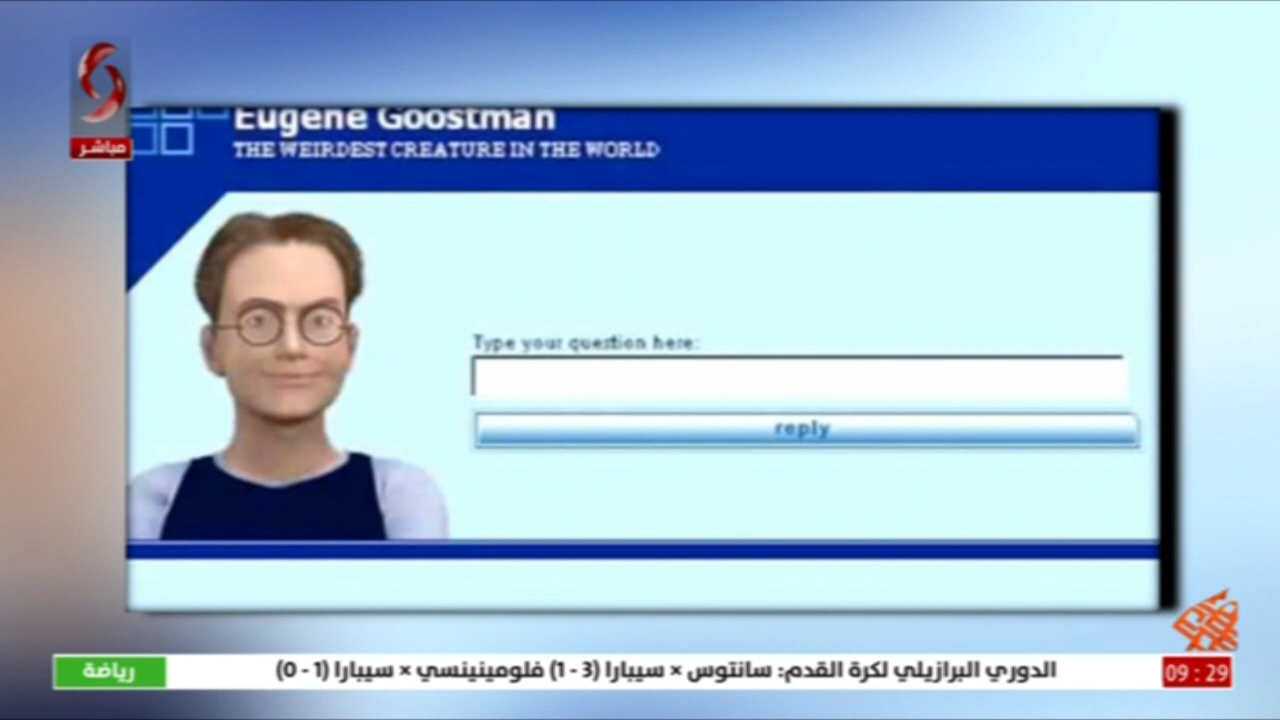 مباشر
Eugene Goostman
THE WEIRDEST CREATURE IN THE WORLD
Type your question here:
reply
رياضة
الدوري البرازيلي لكرة القدم: سانتوس × سيبارا (3 - 1) فلومينينسي × سيبارا (1 - 0)
09 : 29